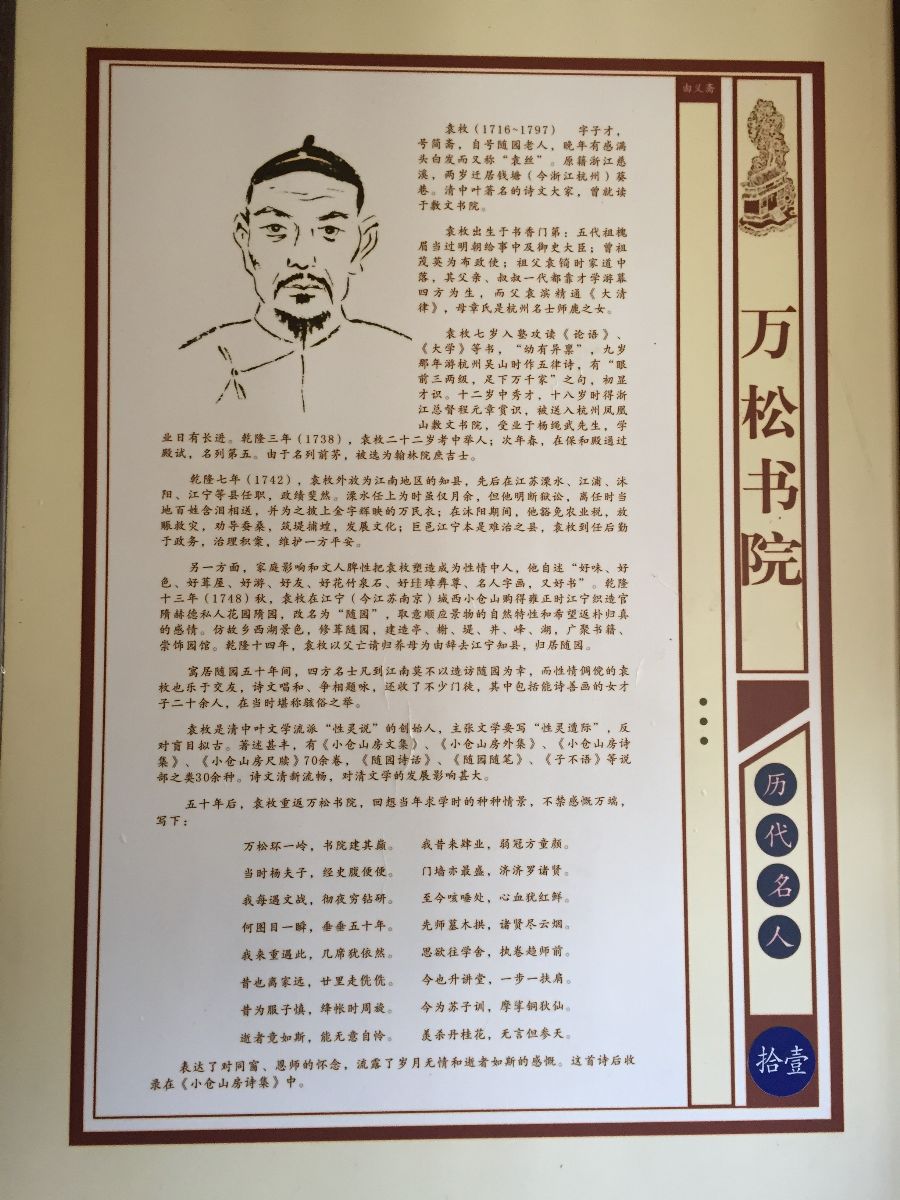 袁枚（1716~1797） 字子才，
号简斋，自号随园老人，晚年有感满
头白发而又称“袁丝”。原籍浙江慈
溪，两岁迁居钱塘（今浙江杭州）葵
巷。清中叶著名的诗文大家，曾就读
于敷文书院。
袁枚出生于书香门第：五代祖槐
眉当过明朝给事中及御史大臣；曾祖
茂英为布政使；祖父袁锜时家道中
落，其父亲、叔叔一代都靠才学游幕
四方为生，而父袁滨精通《大清
律》，母章氏是杭州名士师鹿之女。
袁枚七岁入塾攻读《论语》、
《大学》等书，“幼有异禀”，九岁
那年游杭州吴山时作五律诗，有“眼
前三两级，足下万千家”之句，初显
才识。十二岁中秀才，十八岁时得浙
江总督程元章赏识，被送入杭州凤凰
山敷文书院，受业于杨绳武先生，学
业日有长进。乾隆三年（1738），袁枚二十二岁考中举人；次年春，在保和殿通过
殿试，名列第五。由于名列前茅，被选为翰林院庶吉士。
乾隆七年（1742），袁枚外放为江南地区的知县，先后在江苏溧水、江浦、沭
阳、江宁等县任职，政绩斐然。溧水任上为时虽仅月余，但他明断狱讼，离任时当
地百姓含泪相送，并为之披上金字辉映的万民衣；在沐阳期间，他豁免农业税，放
赈救灾，劝导蚕桑，筑堤捕蝗，发展文化；巨邑江宁本是难治之县，袁枚到任后勤
于政务，治理积案，维护一方平安。
另一方面，家庭影响和文人脾性把袁枚塑造成为性情中人，他自述“好味、好
色、好葺屋、好游、好友、好花竹泉石、好珪璋彝尊、名人字画，又好书”。乾隆
十三年（1748）秋，袁枚在江宁（今江苏南京）城西小仓山购得雍正时江宁织造官
隋赫德私人花园隋园，改名为“随园”，取意顺应景物的自然特性和希望返朴归真
的感情。仿故乡西湖景色，修葺随园，建造亭、榭、堤、井、峰、湖，广聚书籍、
崇饰园馆。乾隆十四年，袁枚以父亡请归养母为由辞去江宁知县，归居随园。
寓居随园五十年间，四方名士凡到江南莫不以造访随园为幸，而性情倜傥的袁
枚也乐于交友，诗文唱和、争相题咏，还收了不少门徒，其中包括能诗善画的女才
子二十余人，在当时堪称骇俗之举。
袁枚是清中叶文学流派“性灵说”的创始人，主张文学要写“性灵遭际”，反
对盲目拟古。著述甚丰，有《小仓山房文集》、《小仓山房外集》、《小仓山房诗
集》、《小仓山房尺牍》70余卷，《随园诗话》、《随园随笔》、《子不语》等说
部之类30余种。诗文清新流畅，对清文学的发展影响甚大。
五十年后，袁枚重返万松书院，回想当年求学时的种种情景，不禁感慨万端，
写下：
万松环一岭，书院建其巅。 我昔来肄业，弱冠方童颜。
当时杨夫子，经史腹便便。 门墙亦最盛，济济罗诸贤。
我每遇文战，彻夜穷钻研。 至今咳唾处，心血犹红鲜。
何图目一瞬，垂垂五十年。 先师墓木拱，诸贤尽云烟。
我来重过此，几席犹依然。 思欲往学舍，执卷趋师前。
昔也离家远，廿里走侁侁。 今也升讲堂，一步一扶肩。
昔为服子慎，绛帐时周旋。 今为苏子训，摩挲铜狄仙。
逝者竟如斯，能无意自怜。 羡杀丹桂花，无言但参天。
表达了对同窗、恩师的怀念，流露了岁月无情和逝者如斯的感慨。这首诗后收
录在《小仓山房诗集》中。
由义斋
万松书院
历代名人
拾壹